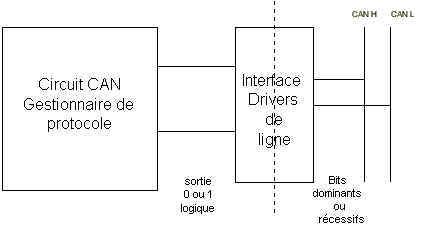 CAN H CAN L
Circuit CAN
Gestionnaire de
protocole
Interface
Drivers
de
ligne
sortie
0 ou 1
logique
Bits
dominants
ou
récessifs